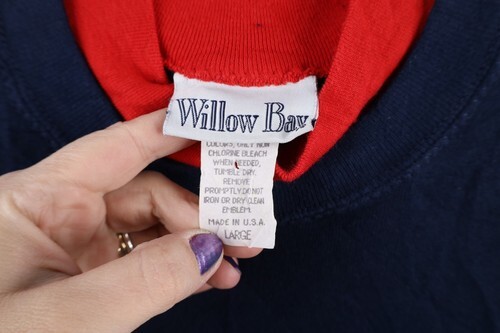 Willow Bay
COLORS, ONLY NON
CHLORINE BLEACH
WHEN NEEDED,
TUMBLE DRY,
REMOVE
PROMPTLY.DO NOT
IRON OR DRY CLEAN
EMBLEM.
MADE IN U.S.A.
LARGE